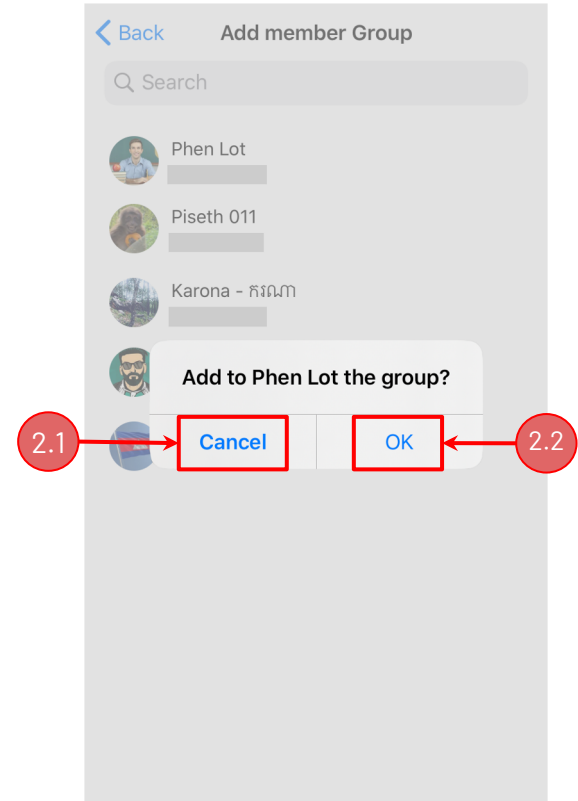 Back Add member Group
Search
Phen Lot
Piseth 011
Karona - ករណា
Add to Phen Lot the group?
2.1 Cancel OK 2.2